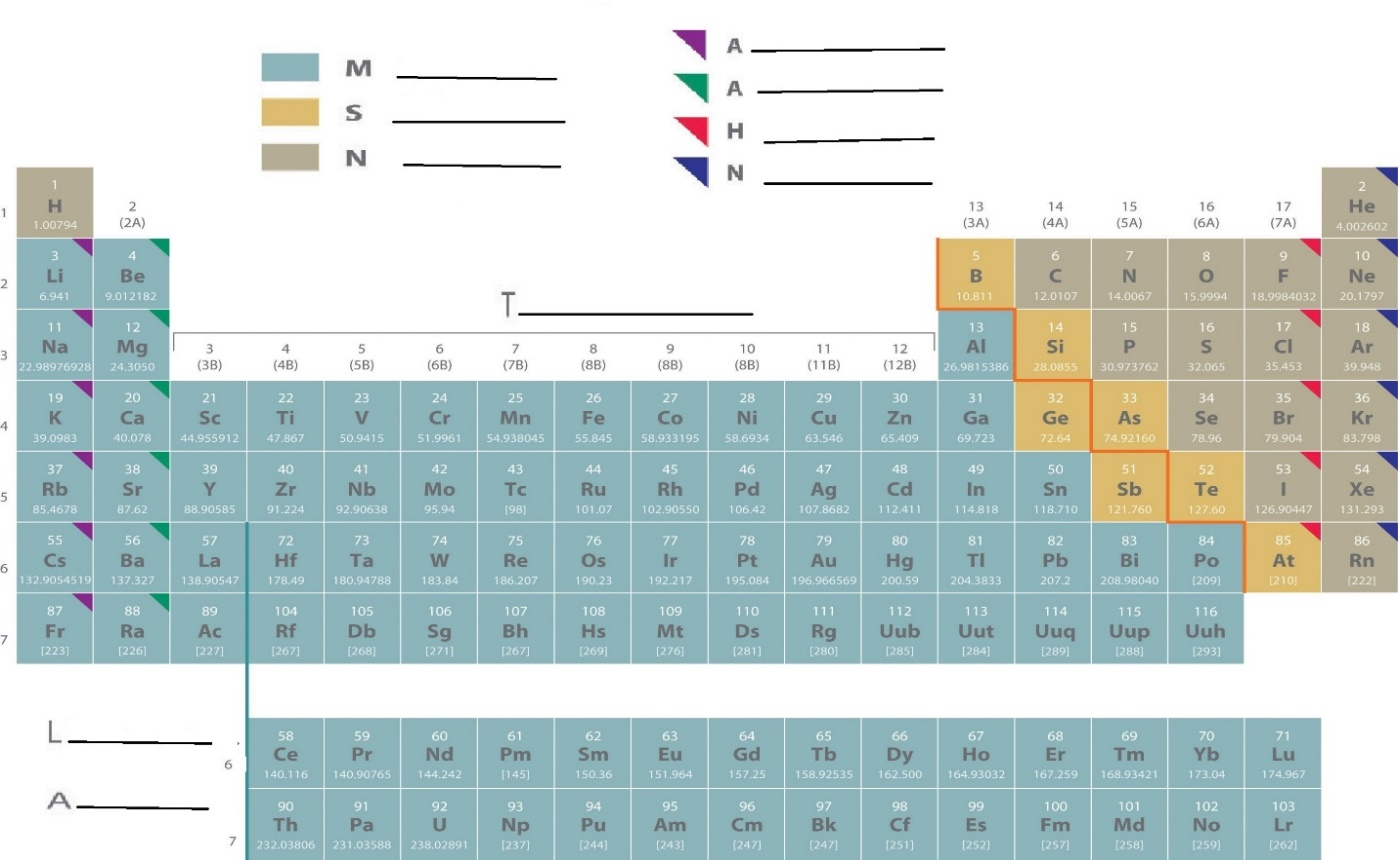 M
S
N
A
A
H
N
1 H 1.00794
2 (2A)
13 (3A) 14 (4A) 15 (5A) 16 (6A) 17 (7A)
2 He 4.002602
1
3 Li 6.941
4 Be 9.012182
5 B 10.811
6 C 12.0107
7 N 14.0067
8 O 15.9994
9 F 18.9984032
10 Ne 20.1797
2
T
11 Na 22.98976928
12 Mg 24.3050
3 (3B) 4 (4B) 5 (5B) 6 (6B) 7 (7B) 8 (8B) 9 (8B) 10 (8B) 11 (11B) 12 (12B)
13 Al 26.9815386
14 Si 28.0855
15 P 30.973762
16 S 32.065
17 Cl 35.453
18 Ar 39.948
3
19 K 39.0983
20 Ca 40.078
21 Sc 44.955912
22 Ti 47.867
23 V 50.9415
24 Cr 51.9961
25 Mn 54.938045
26 Fe 55.845
27 Co 58.933195
28 Ni 58.6934
29 Cu 63.546
30 Zn 65.409
31 Ga 69.723
32 Ge 72.64
33 As 74.92160
34 Se 78.96
35 Br 79.904
36 Kr 83.798
4
37 Rb 85.4678
38 Sr 87.62
39 Y 88.90585
40 Zr 91.224
41 Nb 92.90638
42 Mo 95.94
43 Tc [98]
44 Ru 101.07
45 Rh 102.90550
46 Pd 106.42
47 Ag 107.8682
48 Cd 112.411
49 In 114.818
50 Sn 118.710
51 Sb 121.760
52 Te 127.60
53 I 126.90447
54 Xe 131.293
5
55 Cs 132.9054519
56 Ba 137.327
57 La 138.90547
72 Hf 178.49
73 Ta 180.94788
74 W 183.84
75 Re 186.207
76 Os 190.23
77 Ir 192.217
78 Pt 195.084
79 Au 196.966569
80 Hg 200.59
81 Tl 204.3833
82 Pb 207.2
83 Bi 208.98040
84 Po [209]
85 At [210]
86 Rn [222]
6
87 Fr [223]
88 Ra [226]
89 Ac [227]
104 Rf [267]
105 Db [268]
106 Sg [271]
107 Bh [267]
108 Hs [269]
109 Mt [276]
110 Ds [281]
111 Rg [280]
112 Uub [285]
113 Uut [284]
114 Uuq [289]
115 Uup [288]
116 Uuh [293]
7
L
6
58 Ce 140.116
59 Pr 140.90765
60 Nd 144.242
61 Pm [145]
62 Sm 150.36
63 Eu 151.964
64 Gd 157.25
65 Tb 158.92535
66 Dy 162.500
67 Ho 164.93032
68 Er 167.259
69 Tm 168.93421
70 Yb 173.04
71 Lu 174.967
A
7
90 Th 232.03806
91 Pa 231.03588
92 U 238.02891
93 Np [237]
94 Pu [244]
95 Am [243]
96 Cm [247]
97 Bk [247]
98 Cf [251]
99 Es [252]
100 Fm [257]
101 Md [258]
102 No [259]
103 Lr [262]